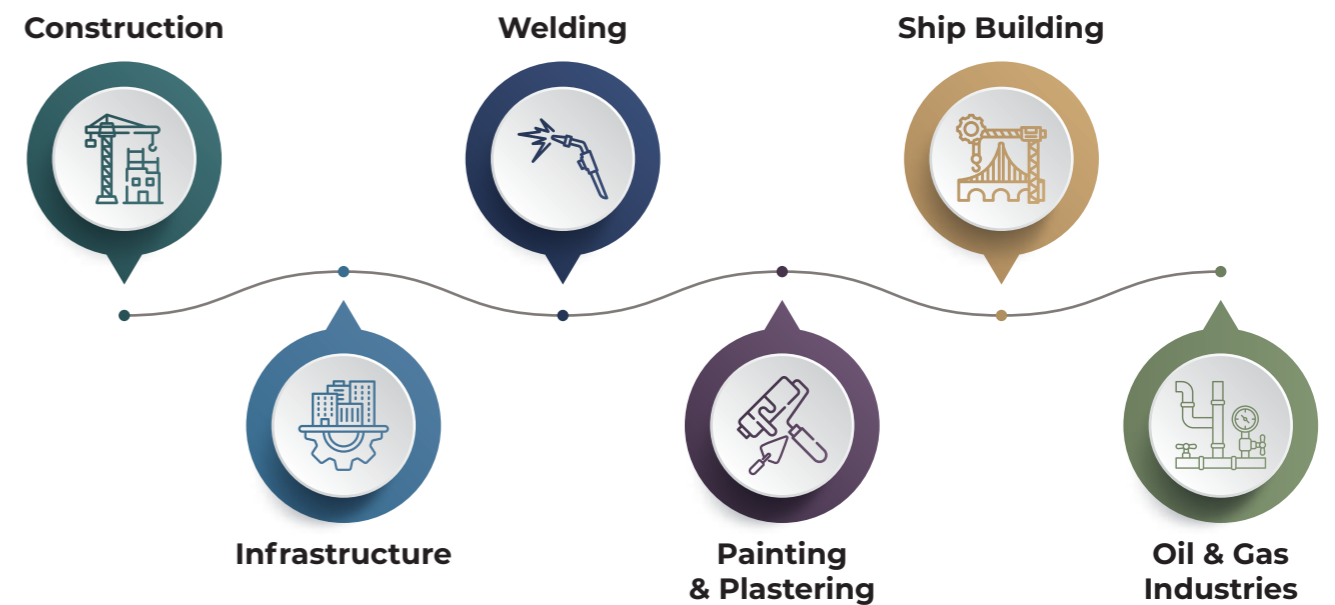 Construction
Welding
Ship Building
Infrastructure
Painting
& Plastering
Oil & Gas
Industries